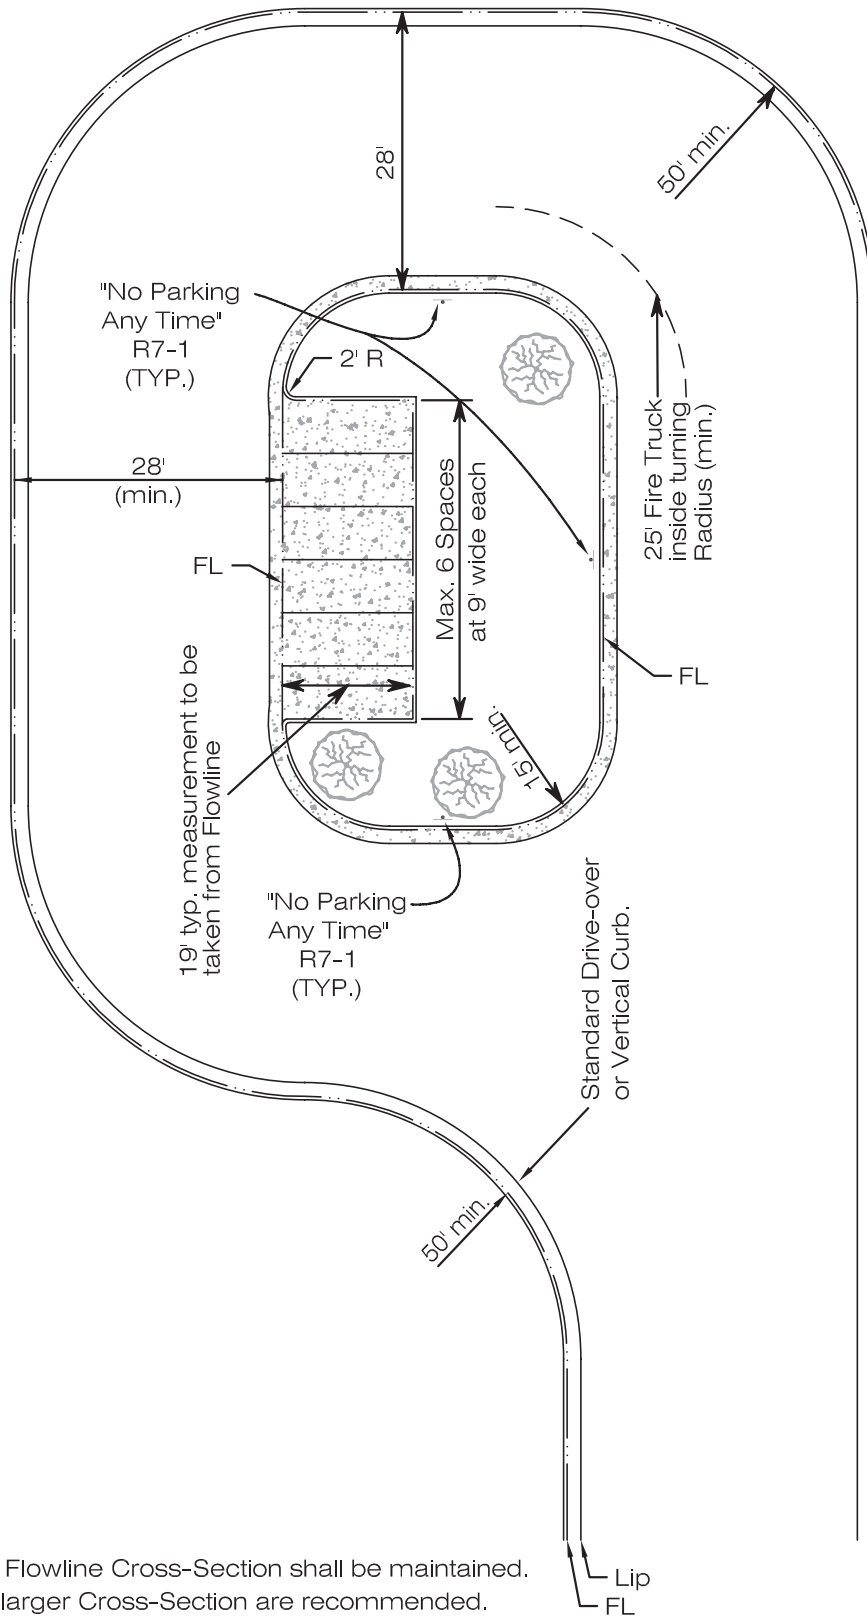 28'
50' min.
"No Parking
Any Time"
R7-1
(TYP.)
2' R
28'
(min.)
FL
Max. 6 Spaces
at 9' wide each
25' Fire Truck
inside turning
Radius (min.)
FL
19' typ. measurement to be
taken from Flowline
15' min.
"No Parking
Any Time"
R7-1
(TYP.)
Standard Drive-over
or Vertical Curb.
50' min.
Flowline Cross-Section shall be maintained.
larger Cross-Section are recommended.
Lip
FL